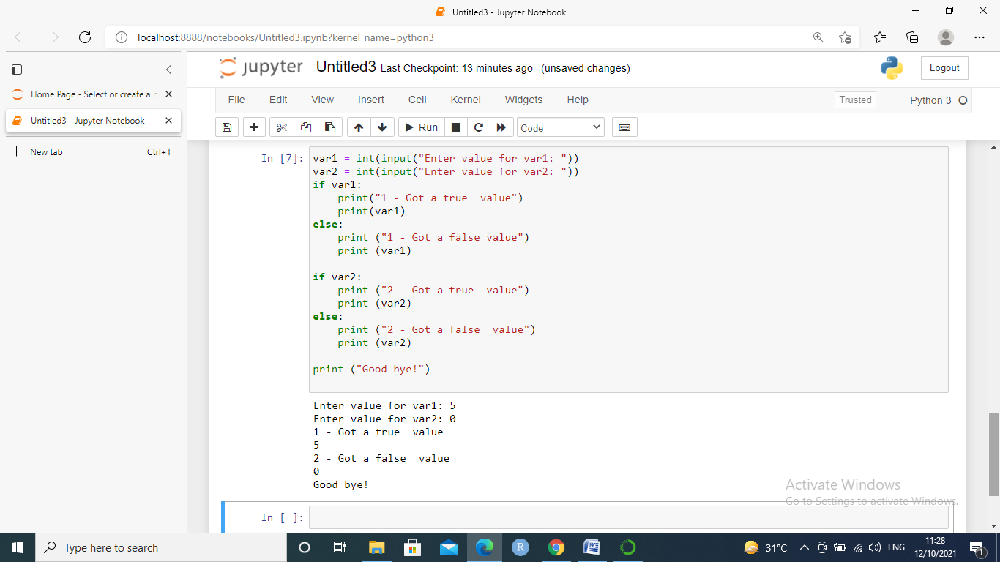 Untitled3 - Jupyter Notebook
localhost:8888/notebooks/Untitled3.ipynb?kernel_name=python3
Home Page - Select or create a n
Untitled3 - Jupyter Notebook
New tab Ctrl+T
jupyter Untitled3 Last Checkpoint: 13 minutes ago (unsaved changes) Logout
File Edit View Insert Cell Kernel Widgets Help Trusted Python 3
Run Code
In [7]:
var1 = int(input("Enter value for var1: "))
var2 = int(input("Enter value for var2: "))
if var1:
    print("1 - Got a true  value")
    print(var1)
else:
    print ("1 - Got a false value")
    print (var1)

if var2:
    print ("2 - Got a true  value")
    print (var2)
else:
    print ("2 - Got a false  value")
    print (var2)

print ("Good bye!")
Enter value for var1: 5
Enter value for var2: 0
1 - Got a true  value
5
2 - Got a false  value
0
Good bye!
Activate Windows
Go to Settings to activate Windows.
In [ ]:
Type here to search
R
W
31°C ENG
11:28
12/10/2021
1